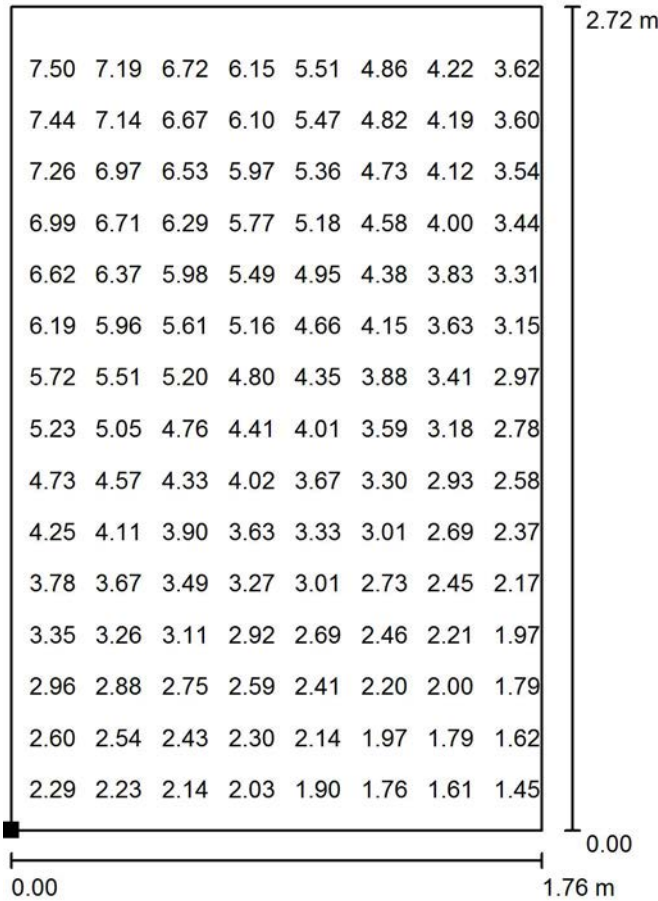 2.72 m
7.50 7.19 6.72 6.15 5.51 4.86 4.22 3.62
7.44 7.14 6.67 6.10 5.47 4.82 4.19 3.60
7.26 6.97 6.53 5.97 5.36 4.73 4.12 3.54
6.99 6.71 6.29 5.77 5.18 4.58 4.00 3.44
6.62 6.37 5.98 5.49 4.95 4.38 3.83 3.31
6.19 5.96 5.61 5.16 4.66 4.15 3.63 3.15
5.72 5.51 5.20 4.80 4.35 3.88 3.41 2.97
5.23 5.05 4.76 4.41 4.01 3.59 3.18 2.78
4.73 4.57 4.33 4.02 3.67 3.30 2.93 2.58
4.25 4.11 3.90 3.63 3.33 3.01 2.69 2.37
3.78 3.67 3.49 3.27 3.01 2.73 2.45 2.17
3.35 3.26 3.11 2.92 2.69 2.46 2.21 1.97
2.96 2.88 2.75 2.59 2.41 2.20 2.00 1.79
2.60 2.54 2.43 2.30 2.14 1.97 1.79 1.62
2.29 2.23 2.14 2.03 1.90 1.76 1.61 1.45
0.00
0.00 1.76 m